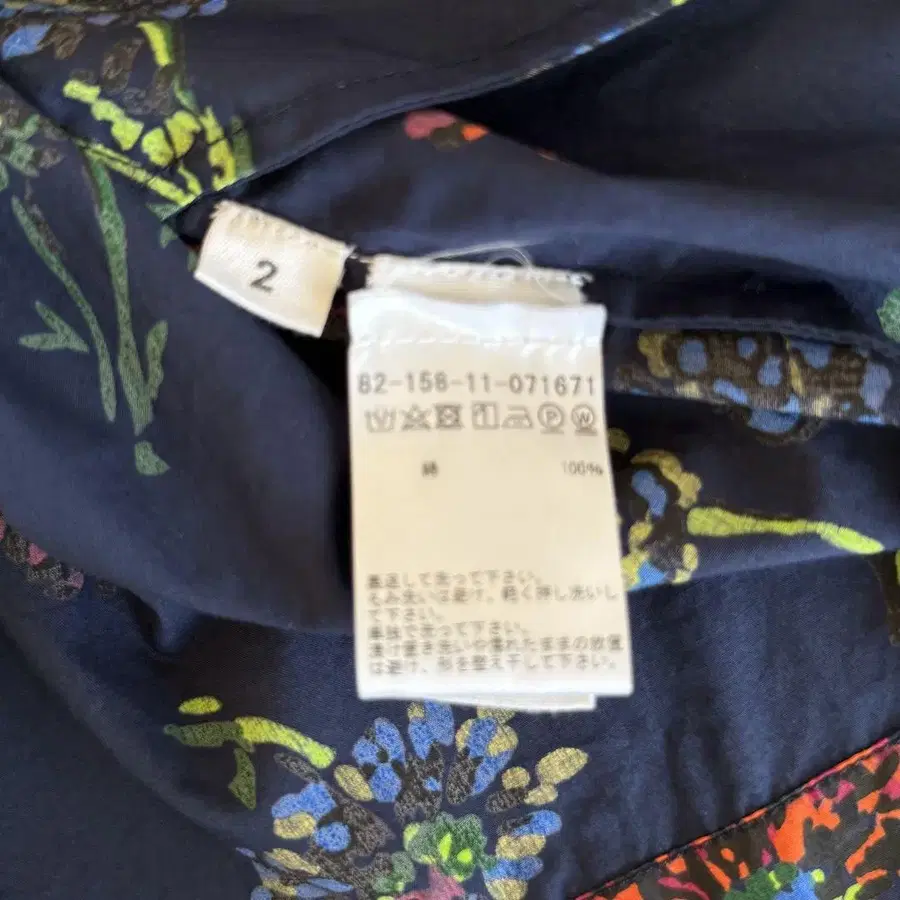 2
82-158-11-071671
綿 100%
裏返して洗って下さい。
もみ洗いは避け、軽く押し洗いし
て下さい。
単独で洗って下さい。
漬け置き洗いや濡れたままの放置
は避け、形を整え干して下さい。